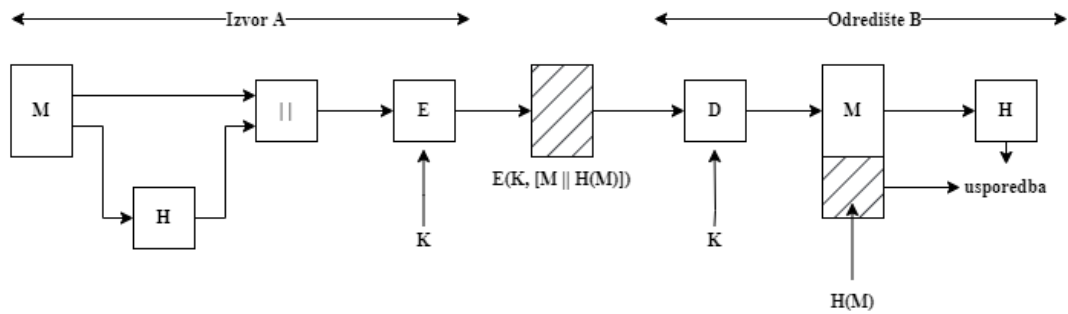 Izvor A
Odredište B
M
||
E
D
M
H
H
E(K, [M || H(M)])
usporedba
K
K
H(M)